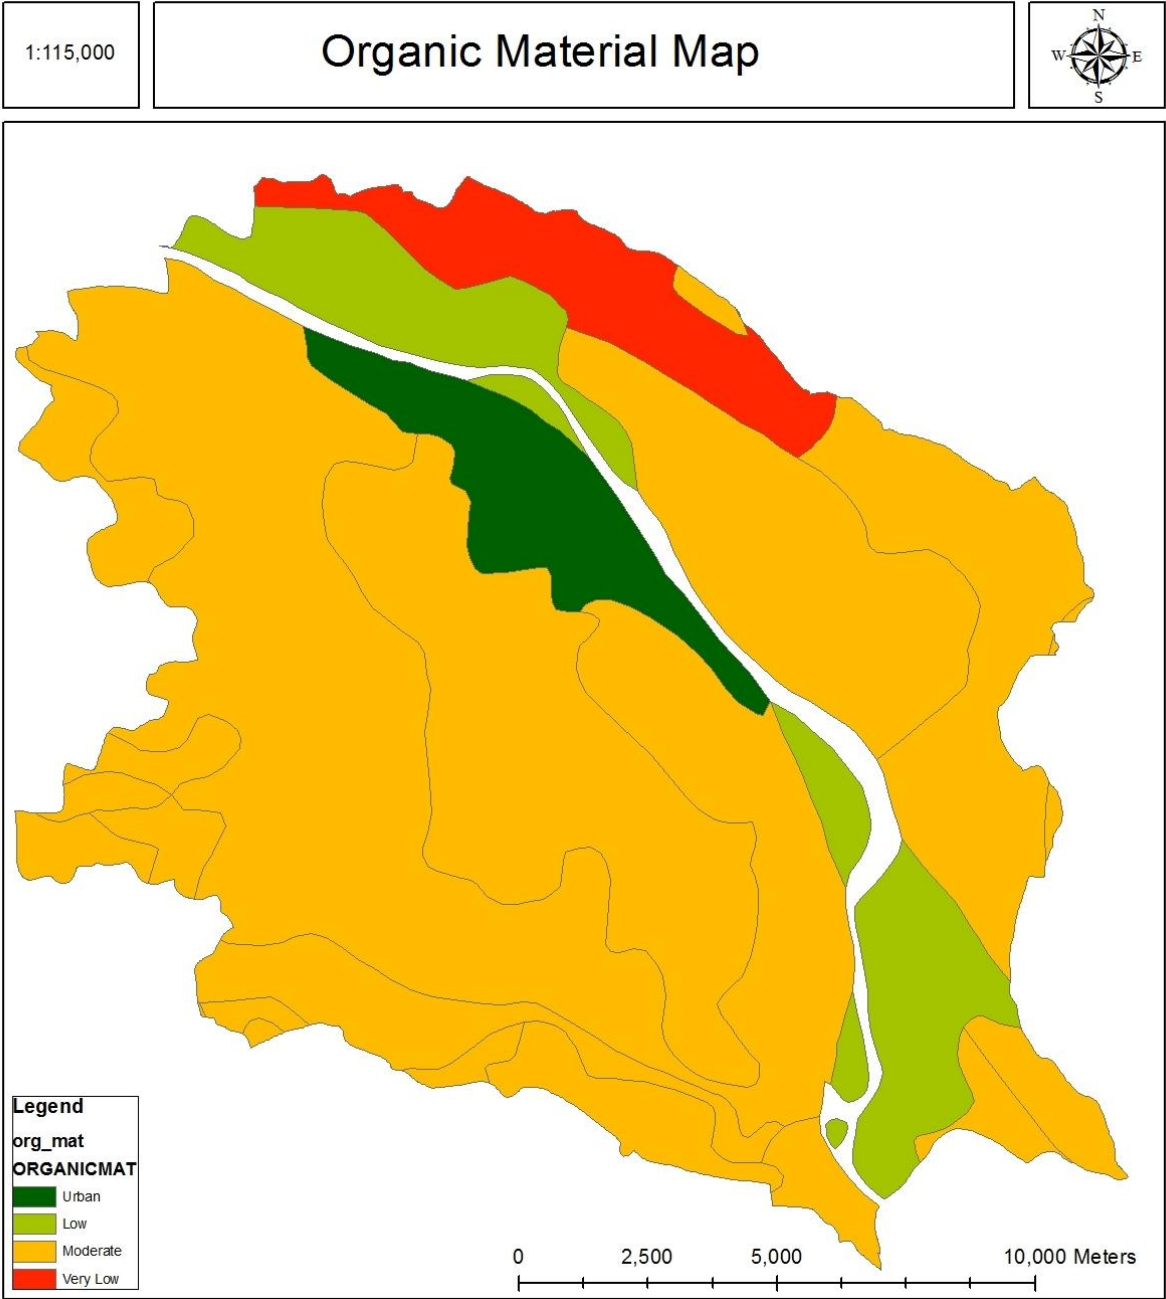 1:115,000
Organic Material Map
N
W E
S
Legend
org_mat
ORGANICMAT
Urban
Low
Moderate
Very Low
0 2,500 5,000 10,000 Meters